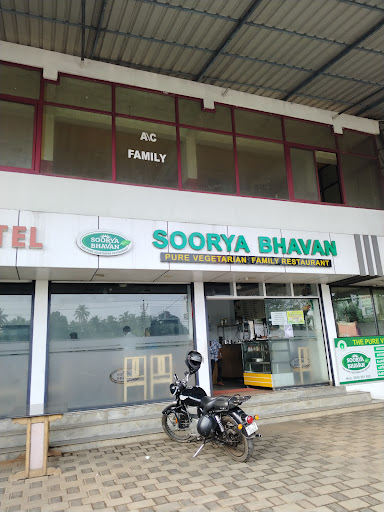 A\C
FAMILY
TEL
SOORYA
BHAVAN
SOORYA BHAVAN
PURE VEGETARIAN FAMILY RESTAURANT
THE PURE
SOORYA
BHAVAN